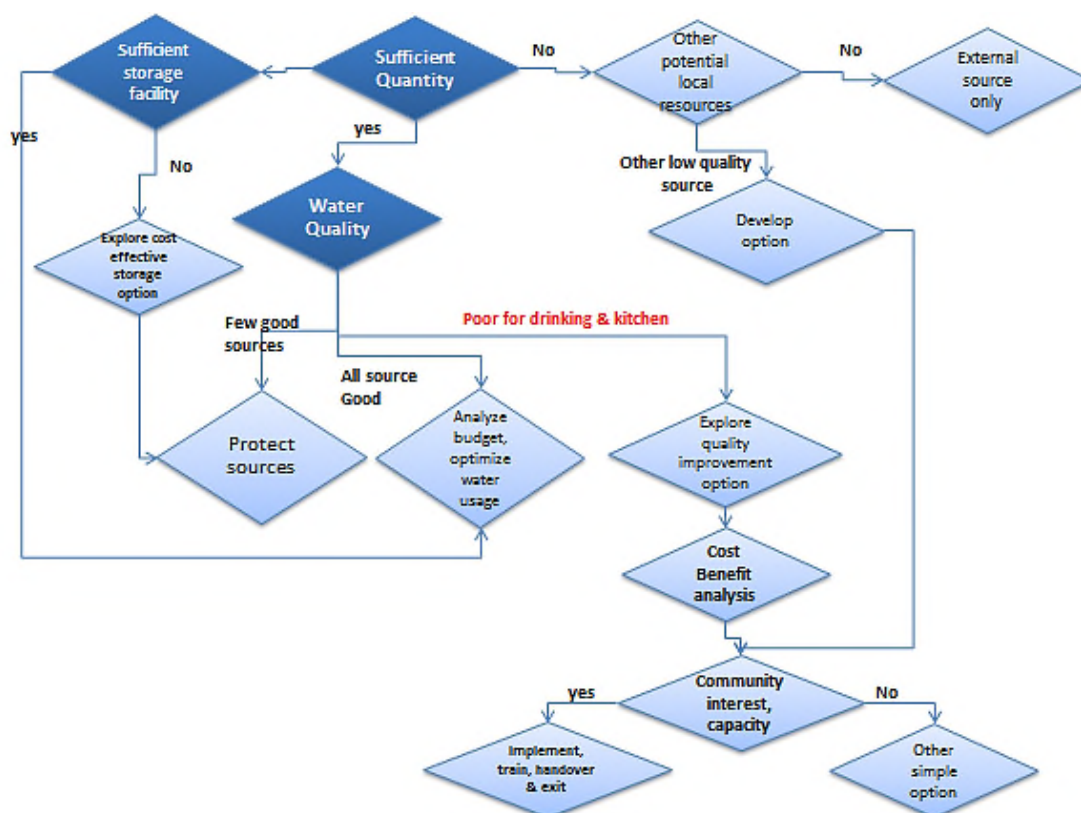 Sufficient
storage
facility
Sufficient
Quantity
No
Other
potential
local
resources
No
External
source
only
yes
yes
No
Other low quality
source
Water
Quality
Develop
option
Explore cost
effective
storage
option
Few good
sources
Poor for drinking & kitchen
All source
Good
Protect
sources
Analyze
budget,
optimize
water
usage
Explore
quality
improvement
option
Cost
Benefit
analysis
Community
interest,
capacity
yes
No
Implement,
train, handover
& exit
Other
simple
option